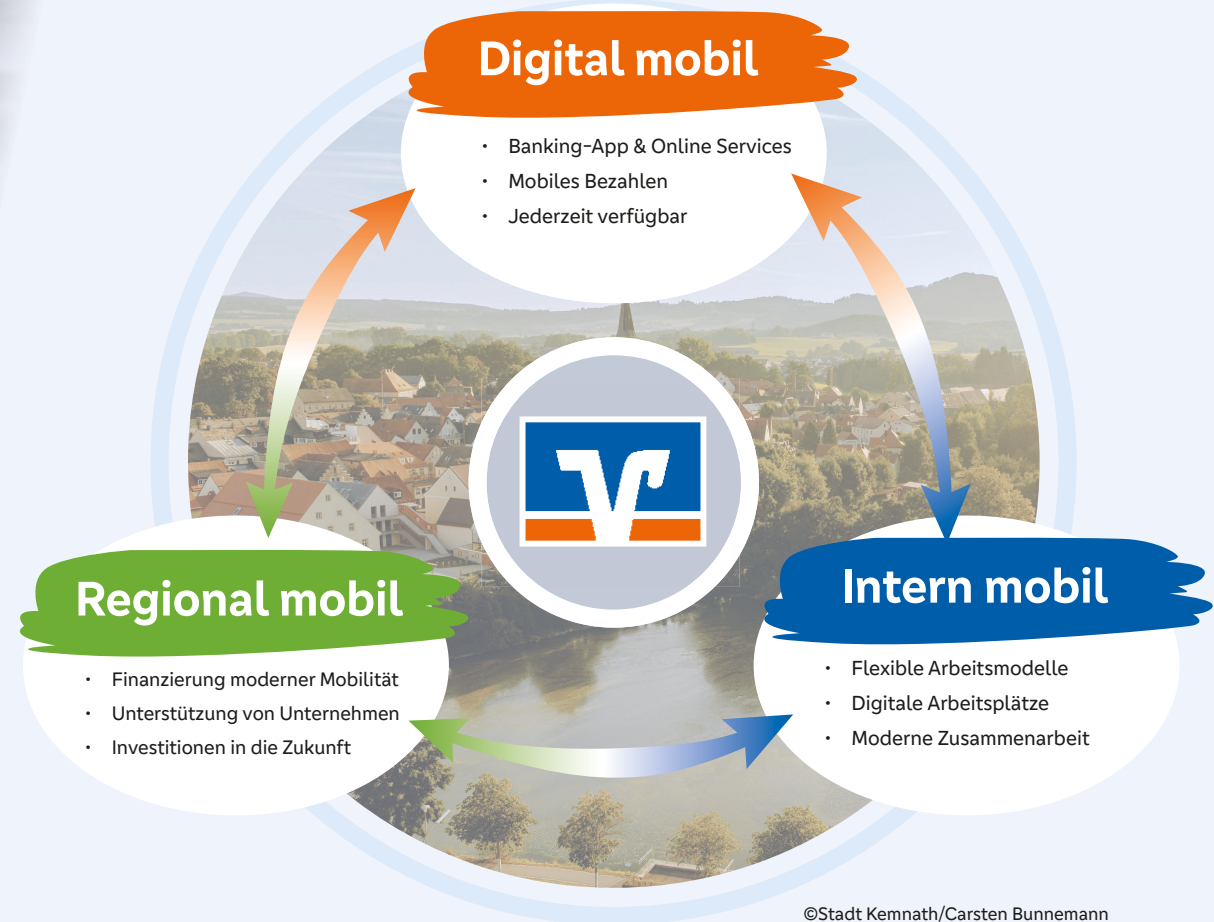 Digital mobil
• Banking-App & Online Services
• Mobiles Bezahlen
• Jederzeit verfügbar
Regional mobil
• Finanzierung moderner Mobilität
• Unterstützung von Unternehmen
• Investitionen in die Zukunft
Intern mobil
• Flexible Arbeitsmodelle
• Digitale Arbeitsplätze
• Moderne Zusammenarbeit
©Stadt Kemnath/Carsten Bunnemann